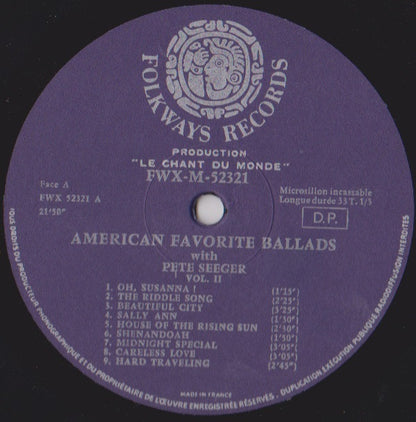 FOLKWAYS RECORDS
PRODUCTION
"LE CHANT DU MONDE"
FWX-M-52321
Face A
FWX 52321 A
21'50"
Microsillon incassable
Longue durée 33 T. 1/3
D.P.
AMERICAN FAVORITE BALLADS
with
PETE SEEGER
VOL. II
1. OH, SUSANNA ! (1'25")
2. THE RIDDLE SONG (2'25")
3. BEAUTIFUL CITY (3'25")
4. SALLY ANN (1'50")
5. HOUSE OF THE RISING SUN (2'50")
6. SHENANDOAH (1'50")
7. MIDNIGHT SPECIAL (3'05")
8. CARELESS LOVE (3'05")
9. HARD TRAVELING (2'45")
MADE IN FRANCE
TOUS DROITS DU PRODUCTEUR PHONOGRAPHIQUE ET DU PROPRIÉTAIRE DE L'ŒUVRE ENREGISTRÉE RÉSERVÉS. - DUPLICATION EXÉCUTION PUBLIQUE RADIODIFFUSION INTERDITES